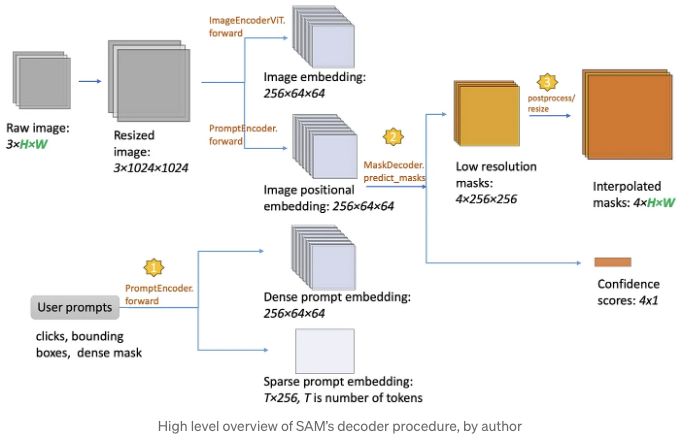 ImageEncoderViT.
forward
Image embedding:
256×64×64
Raw image:
3×H×W
Resized
image:
3×1024×1024
PromptEncoder.
forward
Image positional
embedding: 256×64×64
2
MaskDecoder.
predict_masks
Low resolution
masks:
4×256×256
3
postprocess/
resize
Interpolated
masks: 4×H×W
Confidence
scores: 4x1
1
PromptEncoder.
forward
User prompts
clicks, bounding
boxes, dense mask
Dense prompt embedding:
256×64×64
Sparse prompt embedding:
T×256, T is number of tokens
High level overview of SAM's decoder procedure, by author